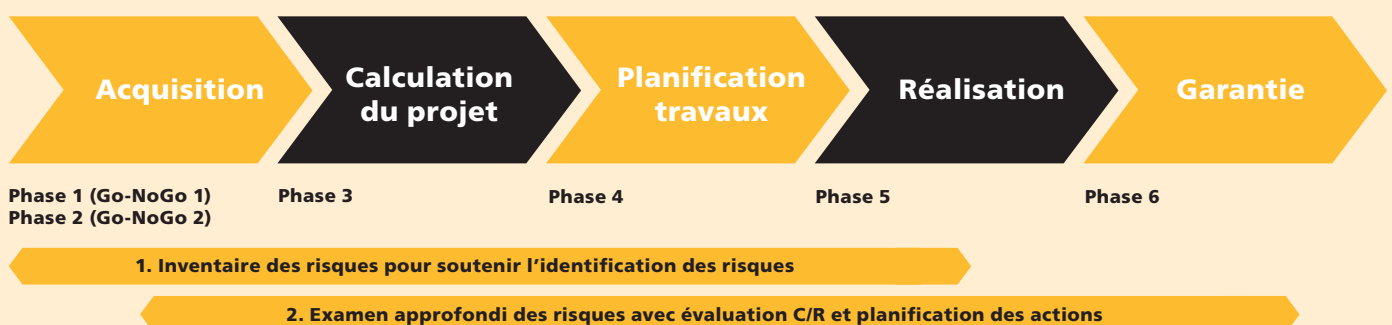 Acquisition
Calculation
du projet
Planification
travaux
Réalisation
Garantie
Phase 1 (Go-NoGo 1)
Phase 2 (Go-NoGo 2)
Phase 3
Phase 4
Phase 5
Phase 6
1. Inventaire des risques pour soutenir l’identification des risques
2. Examen approfondi des risques avec évaluation C/R et planification des actions